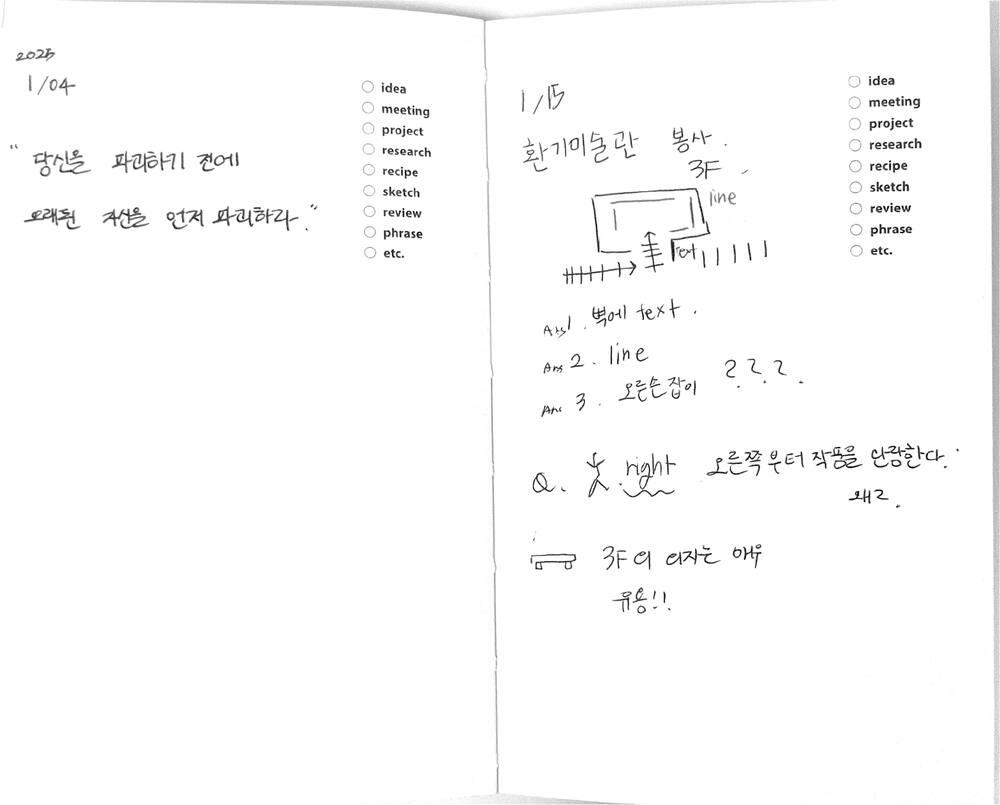 2025
1/04
idea
meeting
project
research
recipe
sketch
review
phrase
etc.
"당신을 파괴하기 전에
오래된 자신을 먼저 파괴하라."
1/15
환기미술관 봉사.
3F
line
Text
Ans 1. 벽에 text.
Ans 2. line
Ans 3. 오른손잡이 ???
Q. right 오른쪽부터 작품을 관람한다.
왜?
3F의 의자는 매우
유용!!
idea
meeting
project
research
recipe
sketch
review
phrase
etc.